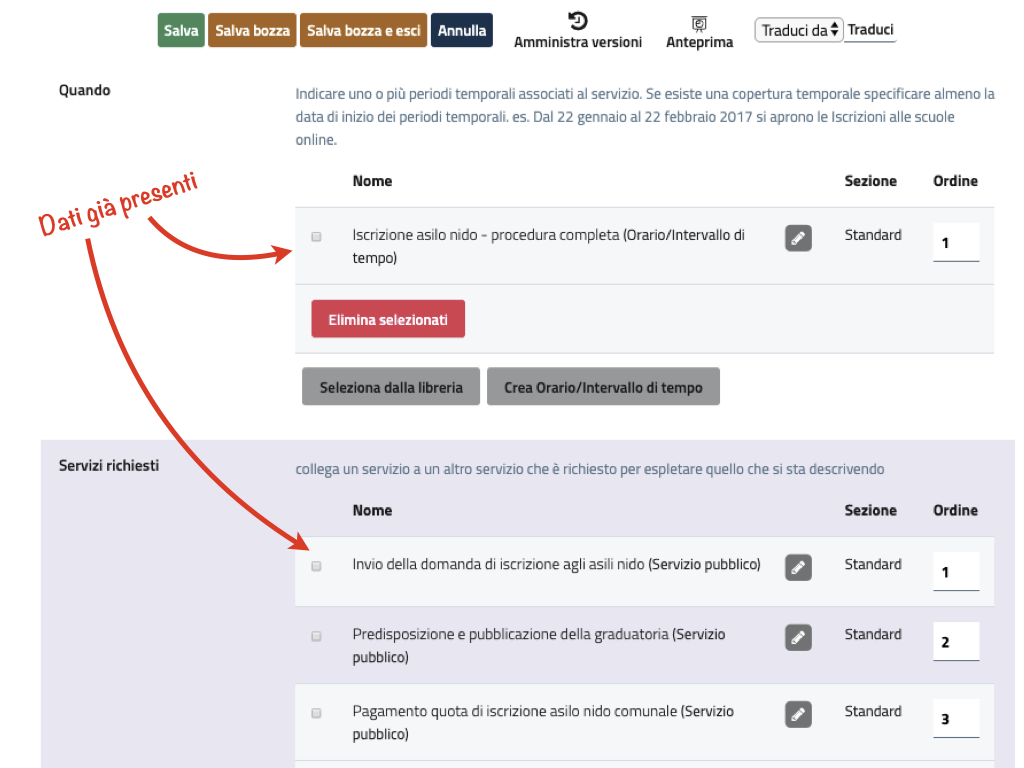 Salva Salva bozza Salva bozza e esci Annulla Amministra versioni Anteprima Traduci da Traduci
Quando
Indicare uno o più periodi temporali associati al servizio. Se esiste una copertura temporale specificare almeno la
data di inizio dei periodi temporali. es. Dal 22 gennaio al 22 febbraio 2017 si aprono le Iscrizioni alle scuole
online.
Nome Sezione Ordine
Dati già presenti
Iscrizione asilo nido - procedura completa (Orario/Intervallo di
tempo)
Standard 1
Elimina selezionati
Seleziona dalla libreria Crea Orario/Intervallo di tempo
Servizi richiesti
collega un servizio a un altro servizio che è richiesto per espletare quello che si sta descrivendo
Nome Sezione Ordine
Invio della domanda di iscrizione agli asili nido (Servizio pubblico) Standard 1
Predisposizione e pubblicazione della graduatoria (Servizio
pubblico)
Standard 2
Pagamento quota di iscrizione asilo nido comunale (Servizio
pubblico)
Standard 3